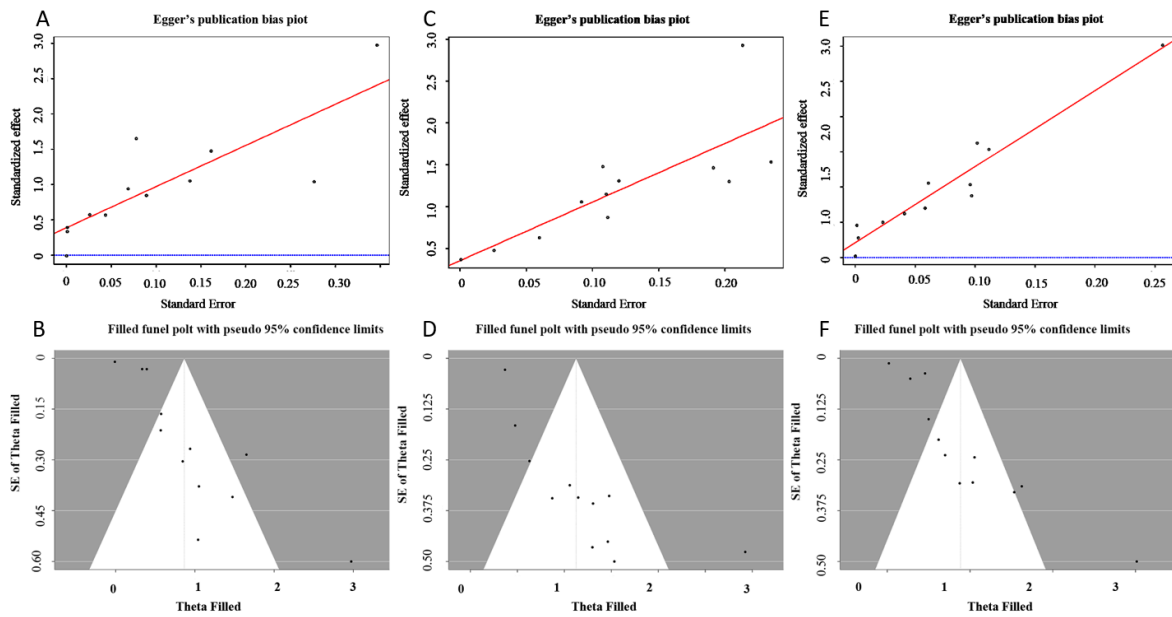 A
Egger's publication bias piot
Standardized effect
3.0
2.5
2.0
1.5
1.0
0.5
0
0 0.05 0.10 0.15 0.20 0.25 0.30
Standard Error
C
Egger's publication bias piot
Standardized effect
3.0
2.5
2.0
1.5
1.0
0.5
0 0.05 0.10 0.15 0.20
Standard Error
E
Egger's publication bias piot
Standardized effect
3.0
2.5
1.5
1.0
0
0 0.05 0.10 0.15 0.20 0.25
Standard Error
B
Filled funel polt with pseudo 95% confidence limits
SE of Theta Filled
0
0.15
0.30
0.45
0.60
0 1 2 3
Theta Filled
D
Filled funel polt with pseudo 95% confidence limits
SE of Theta Filled
0
0.125
0.25
0.375
0.50
0 1 2 3
Theta Filled
F
Filled funel polt with pseudo 95% confidence limits
SE of Theta Filled
0
0.125
0.25
0.375
0.50
0 1 2 3
Theta Filled